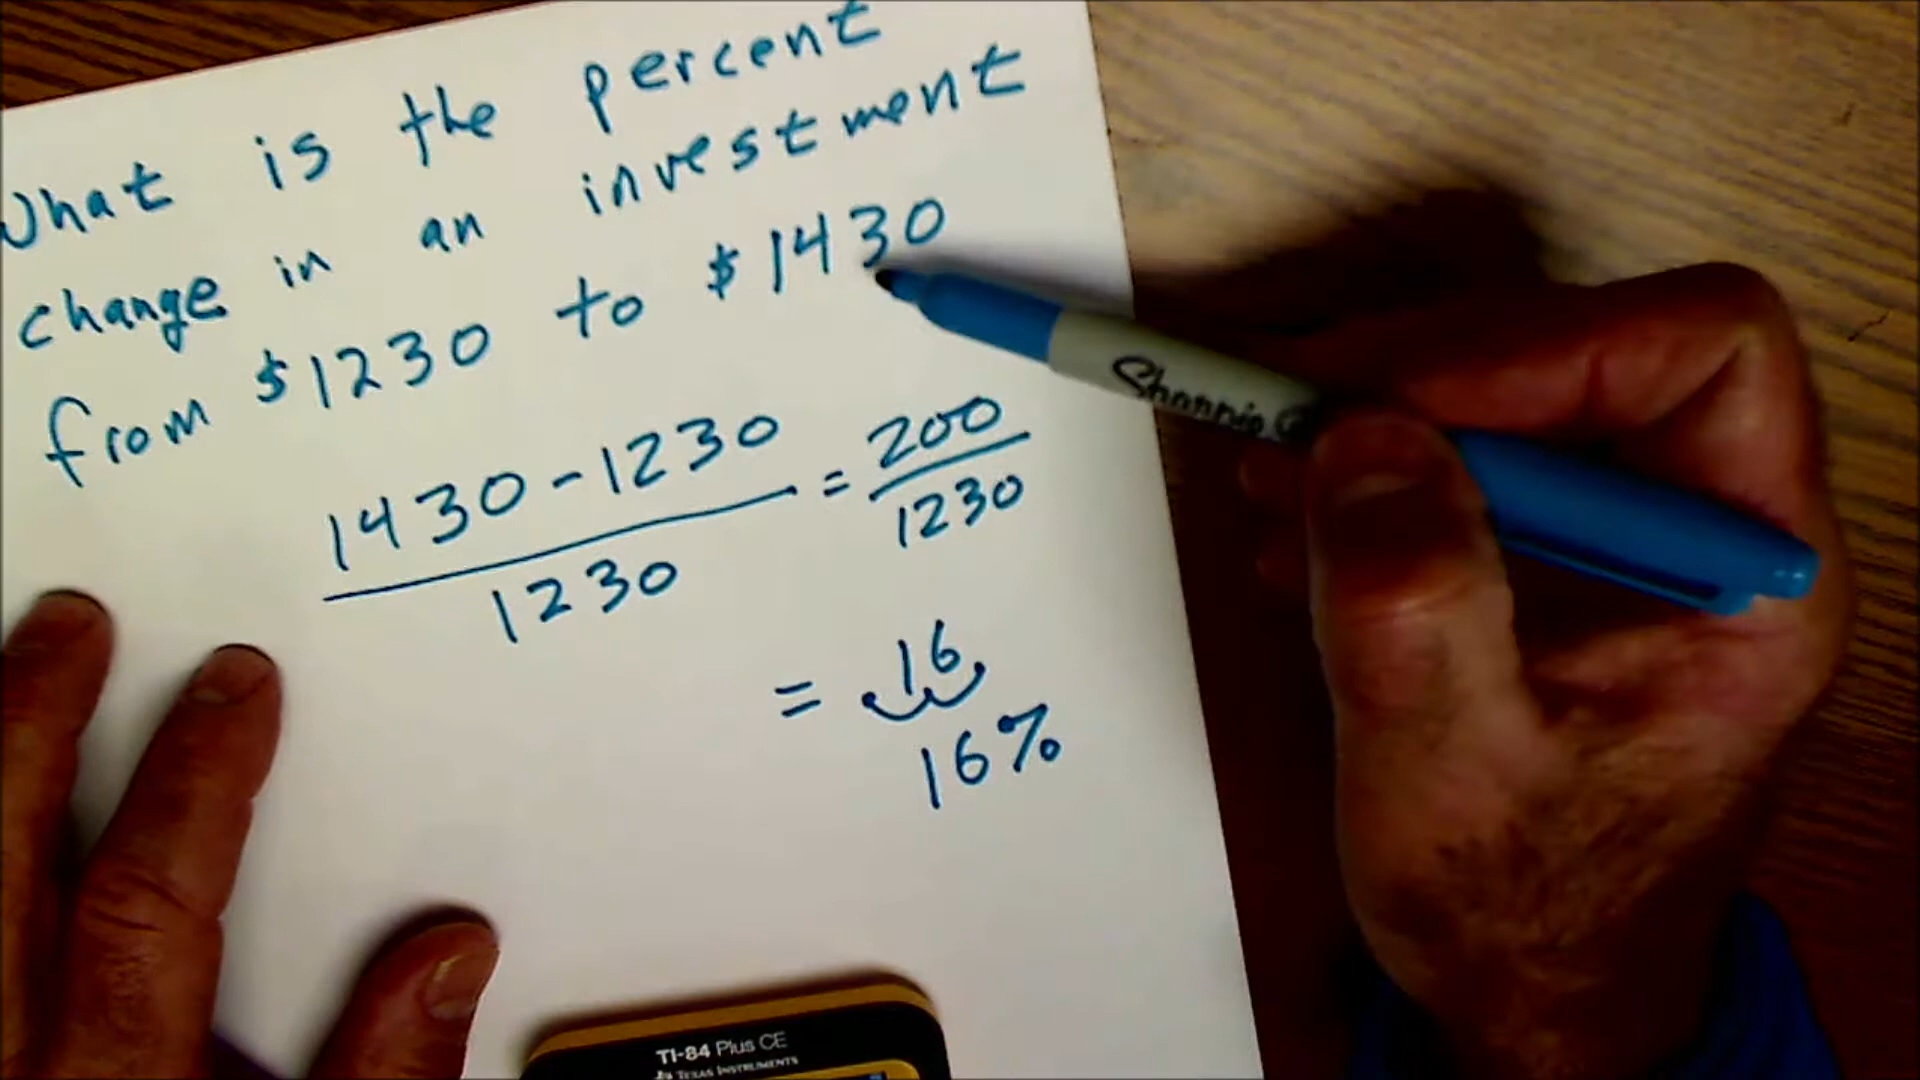 What is the percent
change in an investment
from $1230 to $1430
1430-1230 = 200
1230 1230
= .16
16%
Sharpie
TI-84 Plus CE
TEXAS INSTRUMENTS